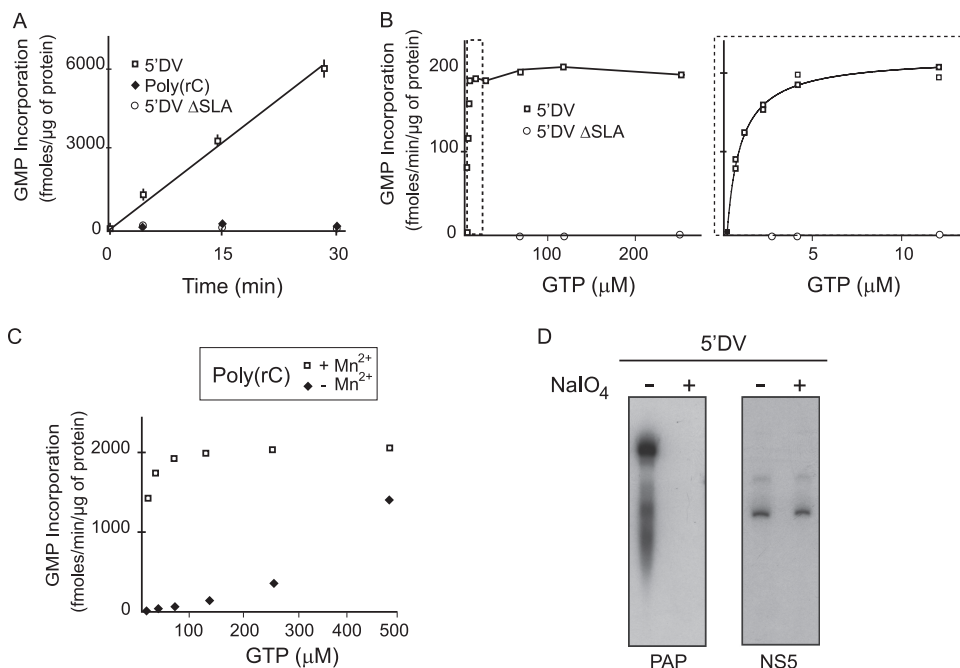 A
GMP Incorporation
(fmoles/min/µg of protein)
6000
3000
0
5'DV
Poly(rC)
5'DV ΔSLA
0 15 30
Time (min)
B
GMP Incorporation
(fmoles/min/µg of protein)
200
100
0
5'DV
5'DV ΔSLA
100 200
GTP (µM)
5 10
GTP (µM)
C
Poly(rC)
+ Mn2+
- Mn2+
GMP Incorporation
(fmoles/min/µg of protein)
2000
1000
0
100 200 300 400 500
GTP (µM)
D
5'DV
NaIO4 - + - +
PAP NS5